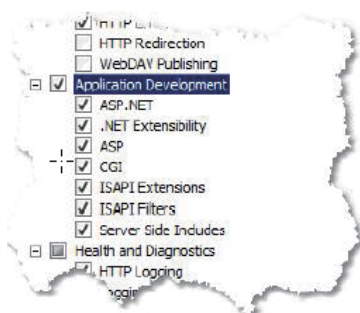 HTTP
HTTP Redirection
WebDAV Publishing
Application Development
ASP.NET
.NET Extensibility
ASP
CGI
ISAPI Extensions
ISAPI Filters
Server Side Includes
Health and Diagnostics
HTTP Logging